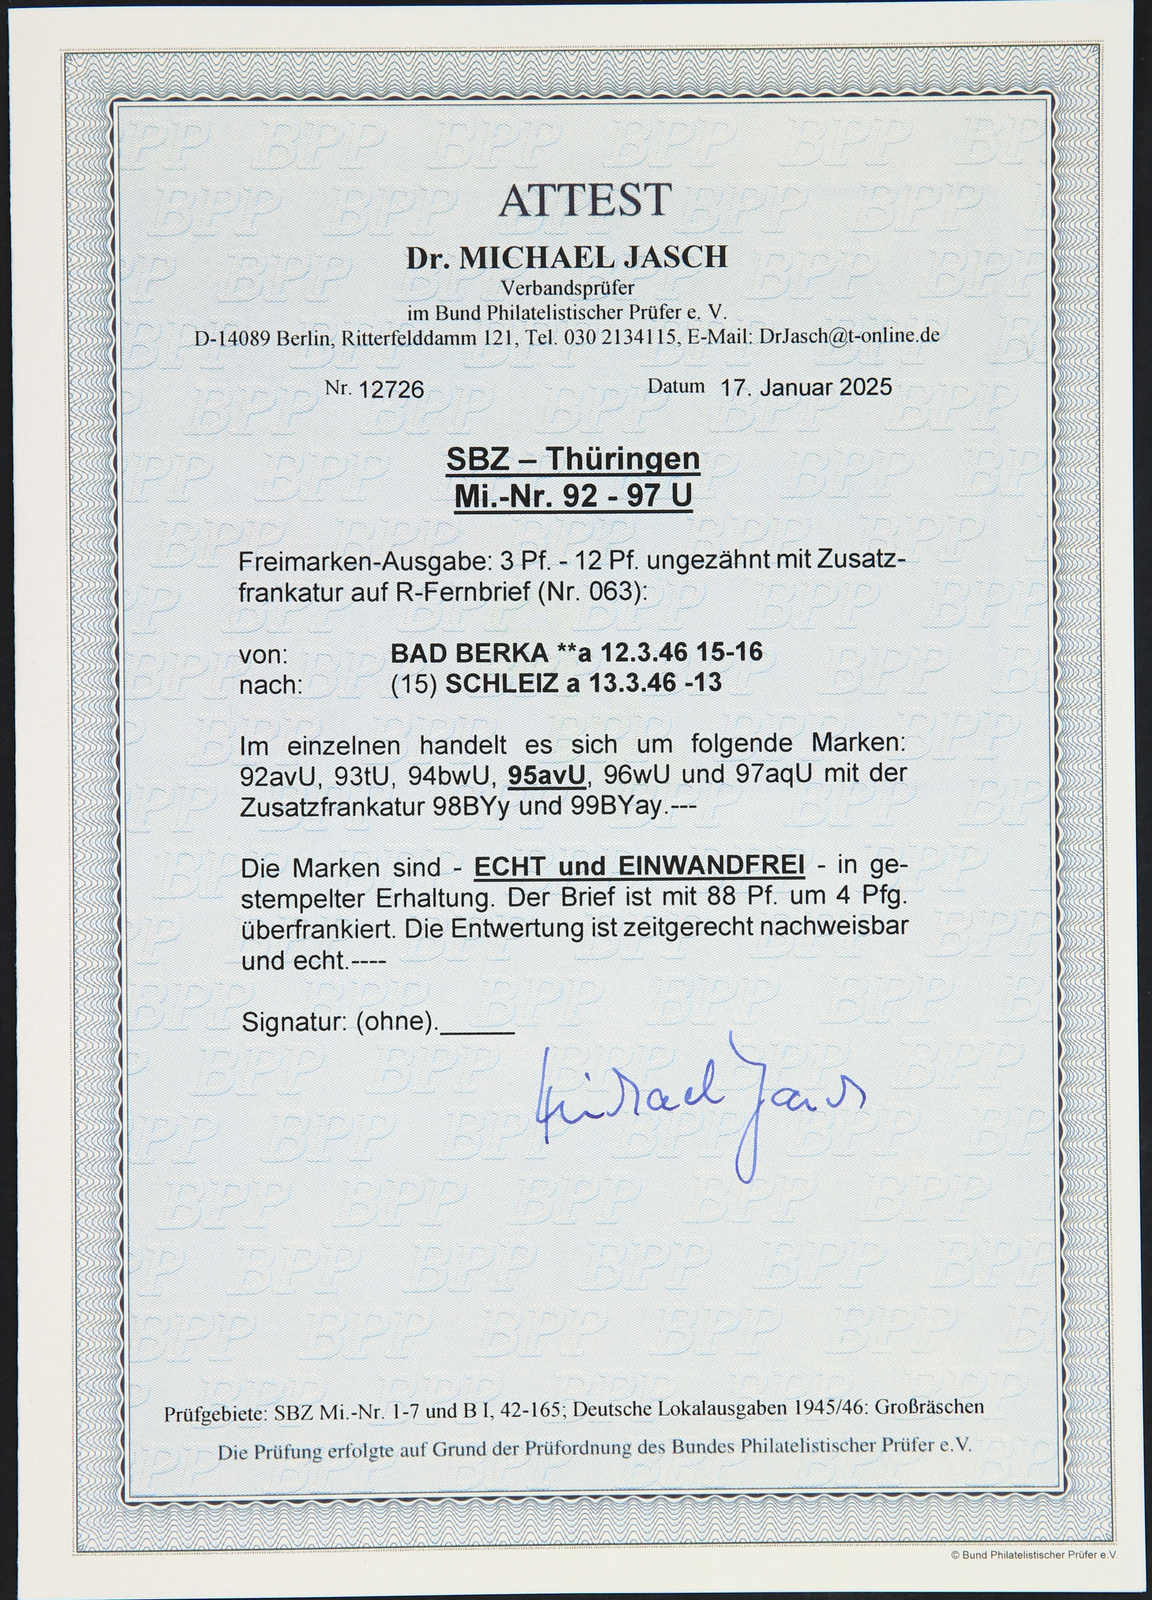 ATTEST
Dr. MICHAEL JASCH
Verbandsprüfer
im Bund Philatelistischer Prüfer e. V.
D-14089 Berlin, Ritterfelddamm 121, Tel. 030 2134115, E-Mail: DrJasch@t-online.de
Nr. 12726 Datum 17. Januar 2025
SBZ – Thüringen
Mi.-Nr. 92 - 97 U
Freimarken-Ausgabe: 3 Pf. - 12 Pf. ungezähnt mit Zusatz-
frankatur auf R-Fernbrief (Nr. 063):
von: BAD BERKA **a 12.3.46 15-16
nach: (15) SCHLEIZ a 13.3.46 -13
Im einzelnen handelt es sich um folgende Marken:
92avU, 93tU, 94bwU, 95avU, 96wU und 97aqU mit der
Zusatzfrankatur 98BYy und 99BYay.---
Die Marken sind - ECHT und EINWANDFREI - in ge-
stempelter Erhaltung. Der Brief ist mit 88 Pf. um 4 Pfg.
überfrankiert. Die Entwertung ist zeitgerecht nachweisbar
und echt.----
Signatur: (ohne).
Michael Jasch
Prüfgebiete: SBZ Mi.-Nr. 1-7 und B I, 42-165; Deutsche Lokalausgaben 1945/46: Großräschen
Die Prüfung erfolgte auf Grund der Prüfordnung des Bundes Philatelistischer Prüfer e.V.
© Bund Philatelistischer Prüfer e.V.